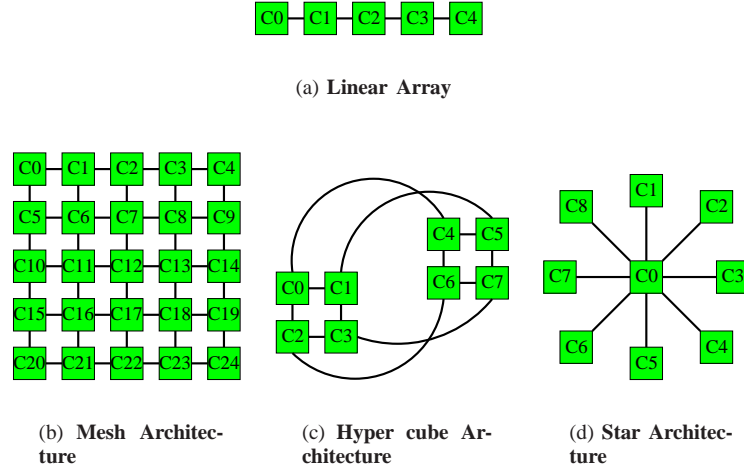 C0 C1 C2 C3 C4
(a) Linear Array
C0 C1 C2 C3 C4
C5 C6 C7 C8 C9
C10 C11 C12 C13 C14
C15 C16 C17 C18 C19
C20 C21 C22 C23 C24
(b) Mesh Architec-
ture
C4 C5
C6 C7
C0 C1
C2 C3
(c) Hyper cube Ar-
chitecture
C1
C8 C2
C7 C0 C3
C6 C4
C5
(d) Star Architec-
ture